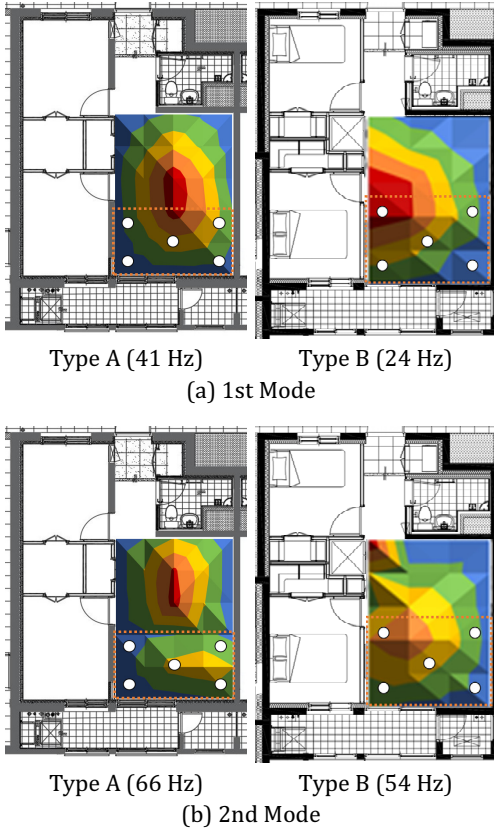 Type A (41 Hz) Type B (24 Hz)
(a) 1st Mode
Type A (66 Hz) Type B (54 Hz)
(b) 2nd Mode